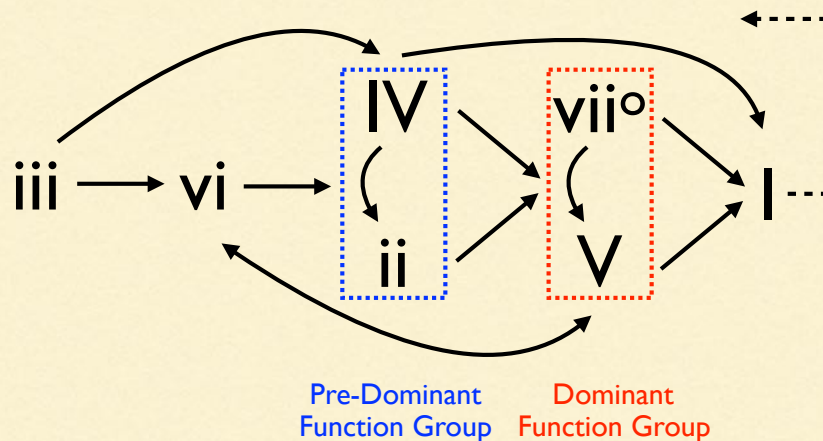 IV vii°
iii vi I
ii V
Pre-Dominant
Function Group
Dominant
Function Group